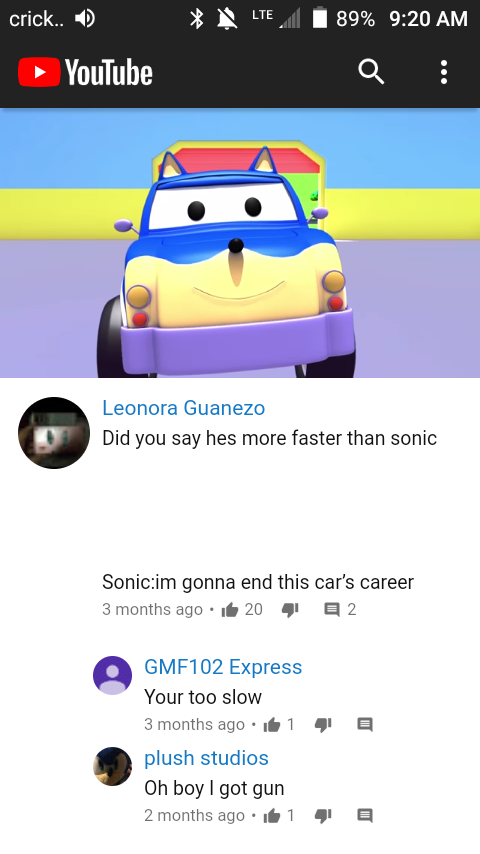 crick.. LTE 89% 9:20 AM
YouTube
Leonora Guanezo
Did you say hes more faster than sonic
Sonic:im gonna end this car’s career
3 months ago • 20 2
GMF102 Express
Your too slow
3 months ago • 1
plush studios
Oh boy I got gun
2 months ago • 1